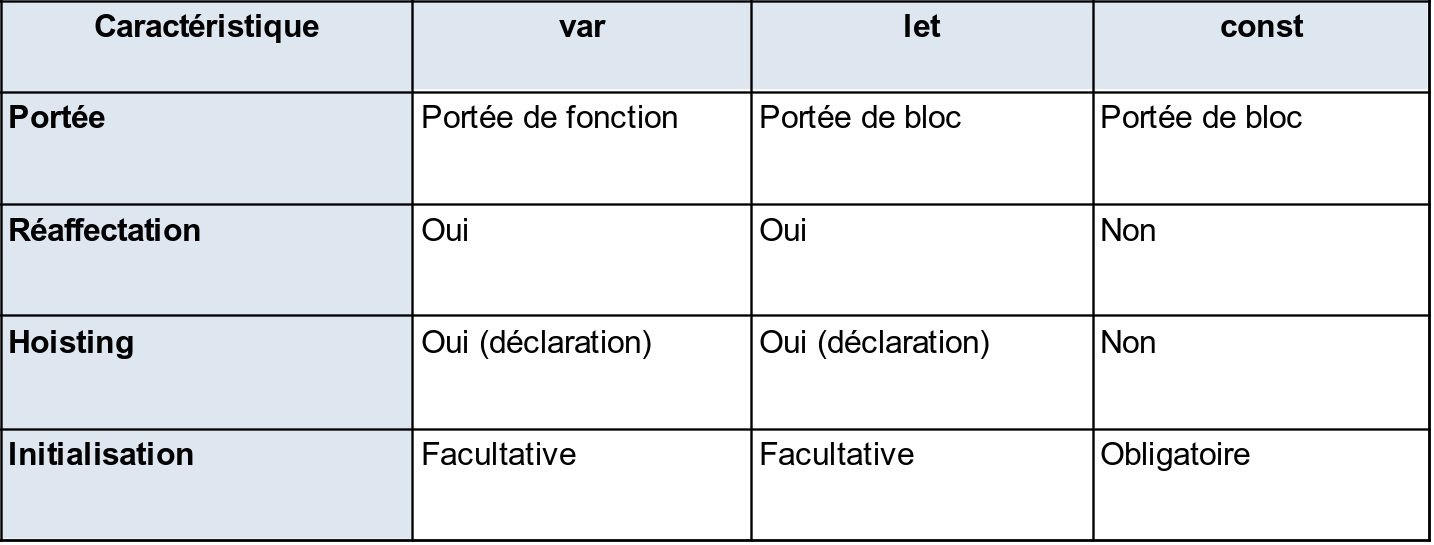 Caractéristique var let const
Portée Portée de fonction Portée de bloc Portée de bloc
Réaffectation Oui Oui Non
Hoisting Oui (déclaration) Oui (déclaration) Non
Initialisation Facultative Facultative Obligatoire